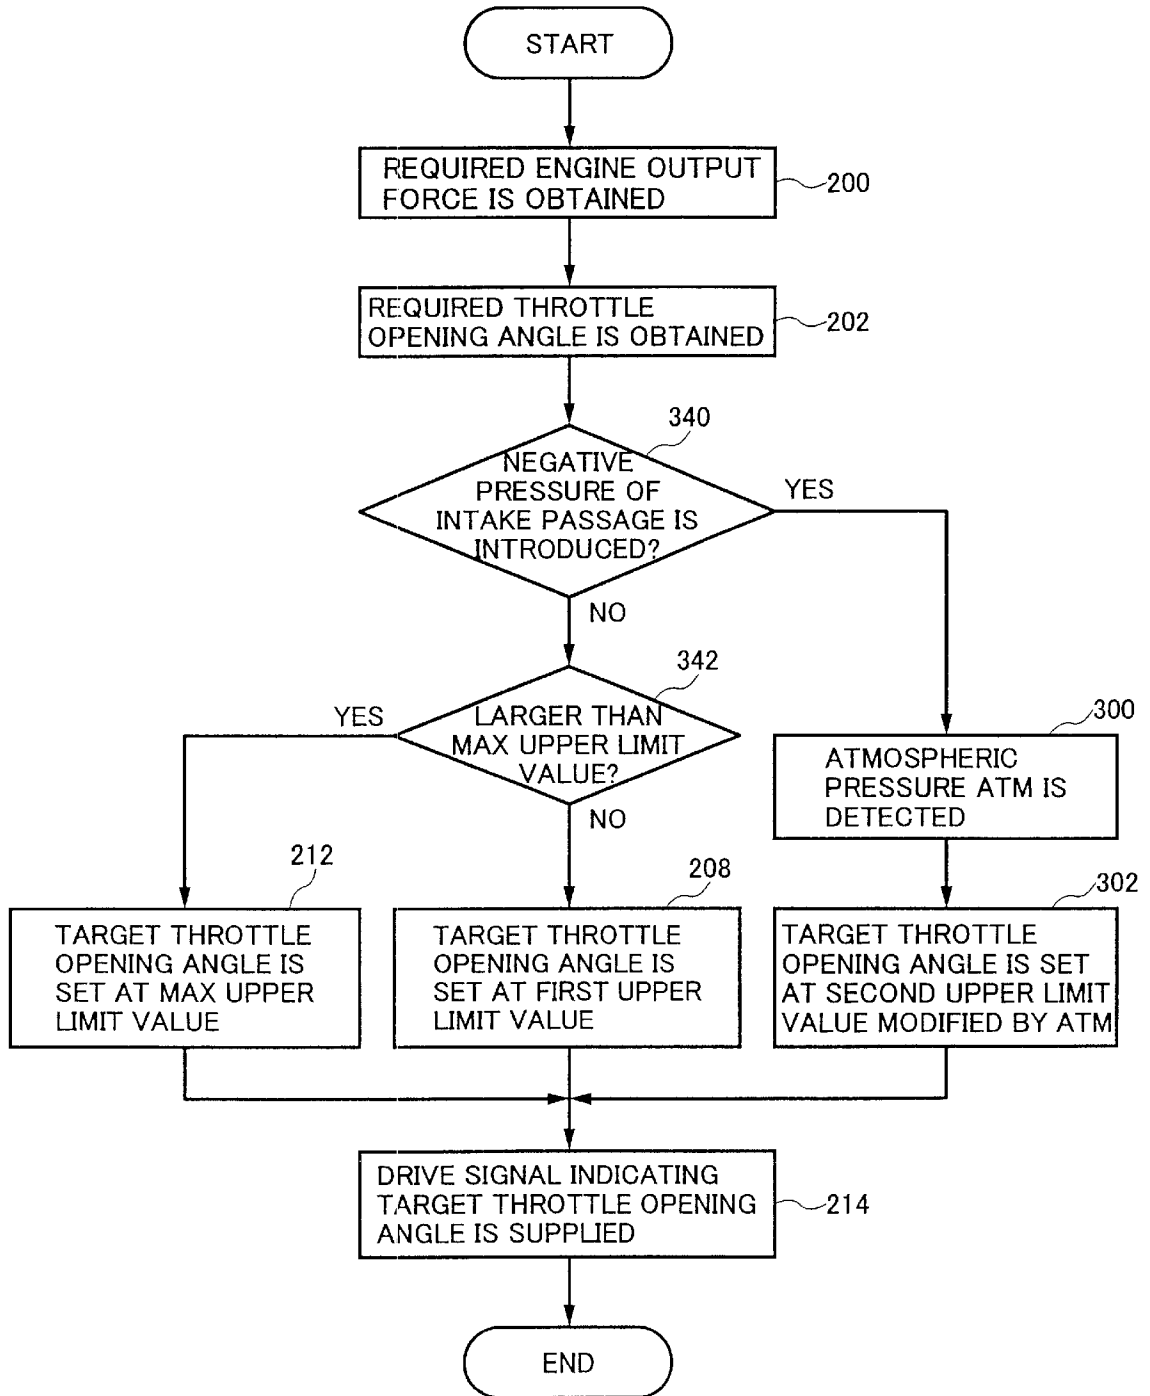 START
REQUIRED ENGINE OUTPUT
FORCE IS OBTAINED
200
REQUIRED THROTTLE
OPENING ANGLE IS OBTAINED
202
340
NEGATIVE
PRESSURE OF
INTAKE PASSAGE IS
INTRODUCED?
YES
NO
342
LARGER THAN
MAX UPPER LIMIT
VALUE?
YES
NO
300
ATMOSPHERIC
PRESSURE ATM IS
DETECTED
212
TARGET THROTTLE
OPENING ANGLE IS
SET AT MAX UPPER
LIMIT VALUE
208
TARGET THROTTLE
OPENING ANGLE IS
SET AT FIRST UPPER
LIMIT VALUE
302
TARGET THROTTLE
OPENING ANGLE IS SET
AT SECOND UPPER LIMIT
VALUE MODIFIED BY ATM
DRIVE SIGNAL INDICATING
TARGET THROTTLE OPENING
ANGLE IS SUPPLIED
214
END